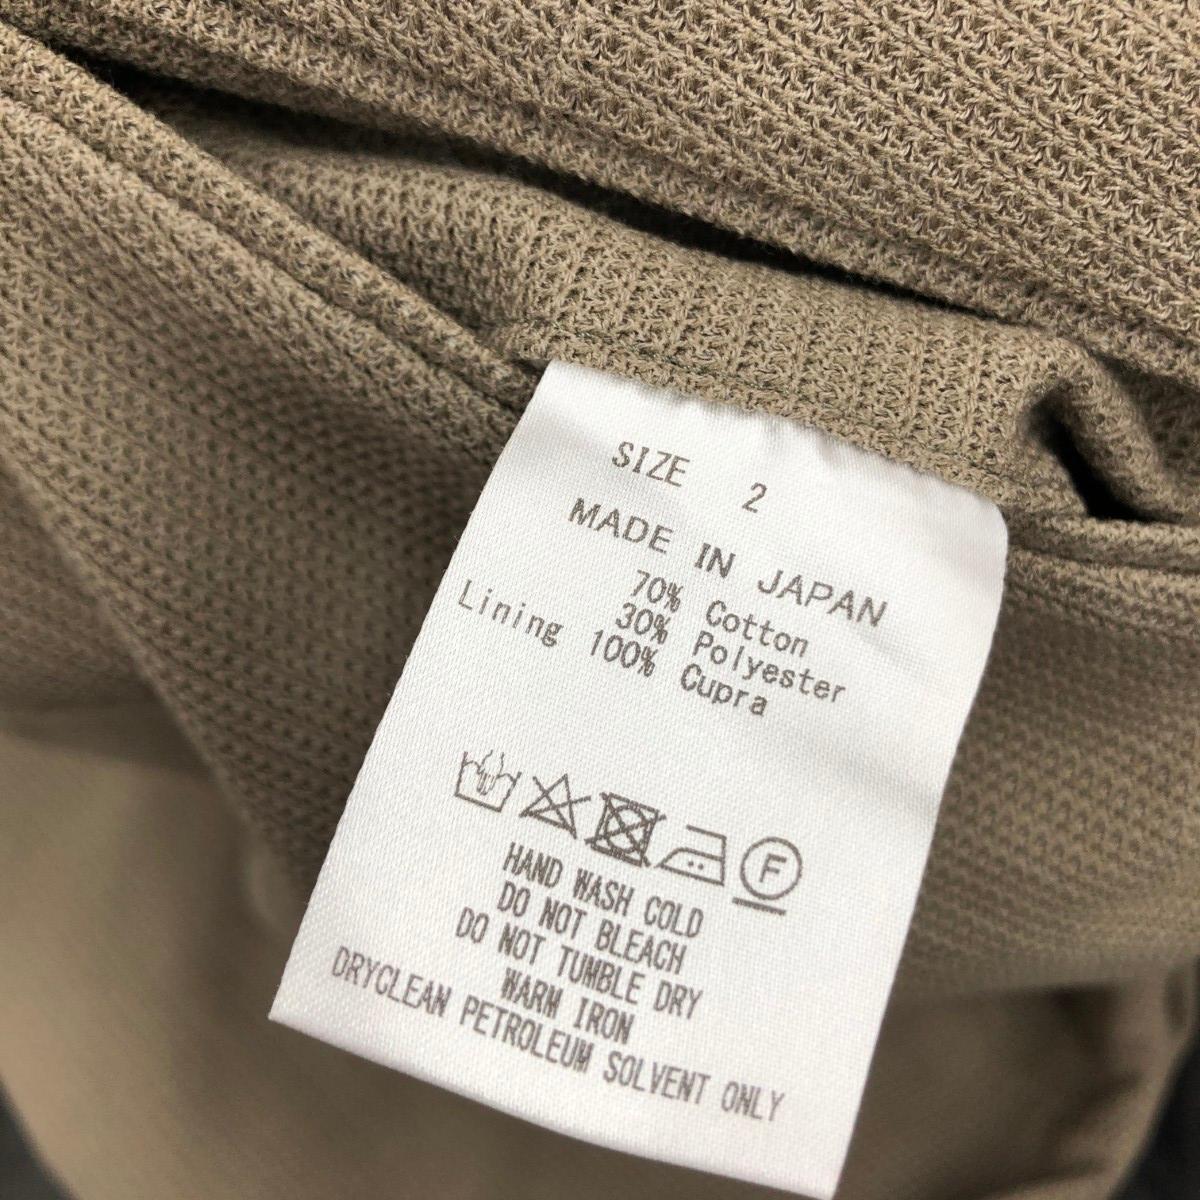 SIZE 2
MADE IN JAPAN
70% Cotton
30% Polyester
Lining 100% Cupra
F
HAND WASH COLD
DO NOT BLEACH
DO NOT TUMBLE DRY
WARM IRON
DRYCLEAN PETROLEUM SOLVENT ONLY